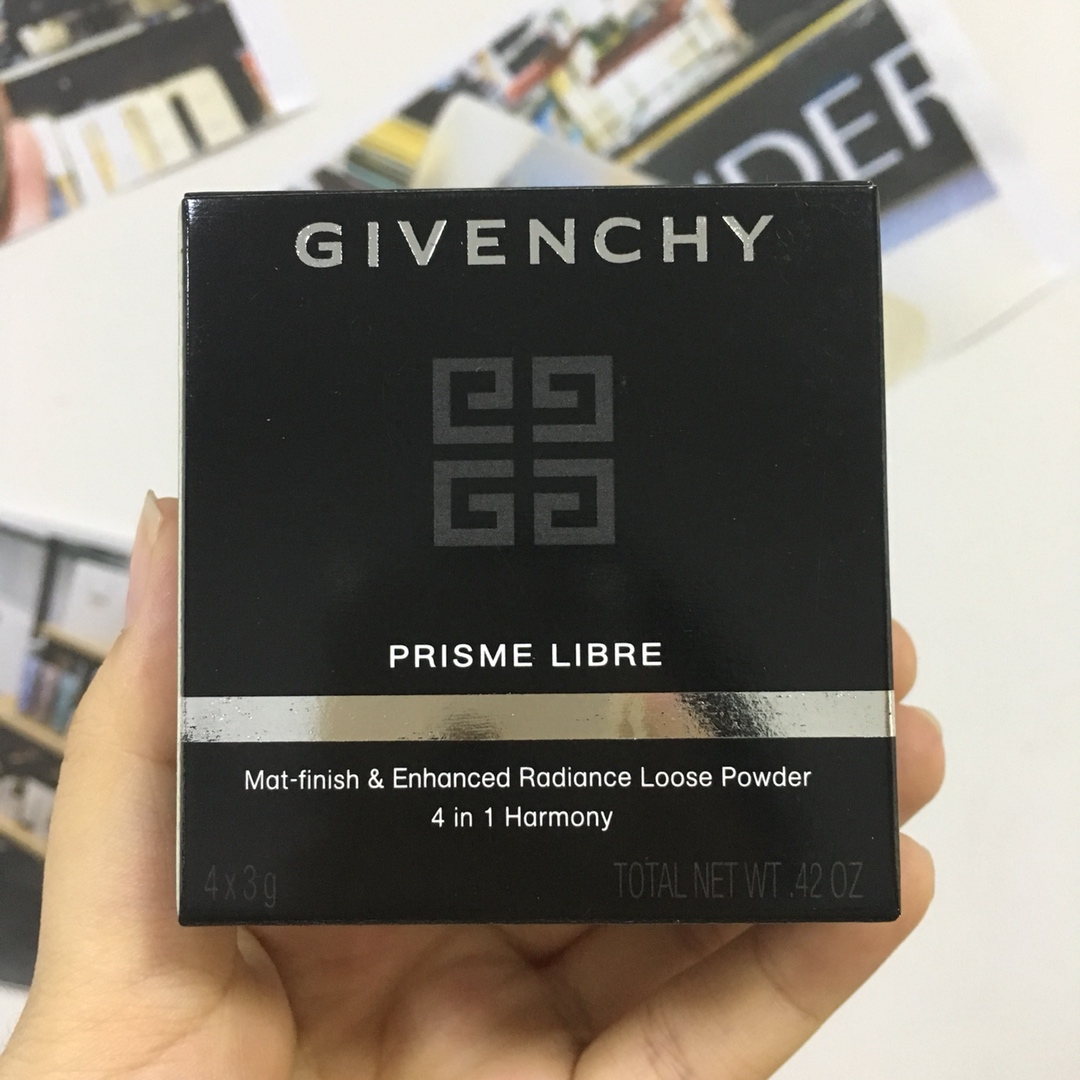 GIVENCHY
PRISME LIBRE
Mat-finish & Enhanced Radiance Loose Powder
4 in 1 Harmony
4 x 3 g
TOTAL NET WT .42 OZ